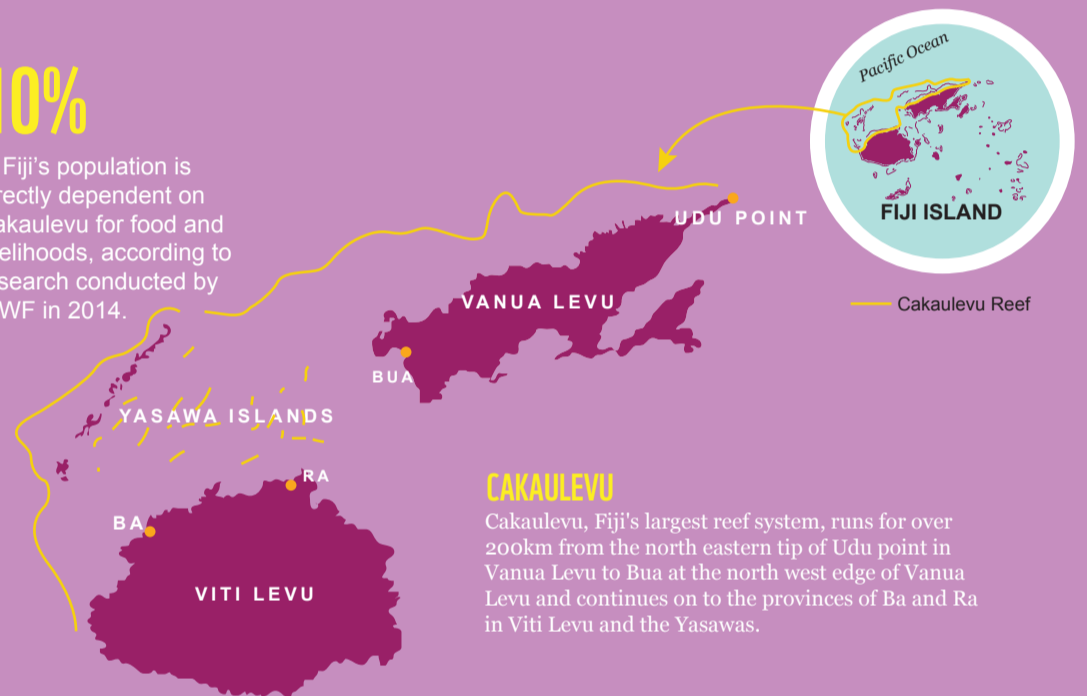 10%
Fiji's population is
rectly dependent on
akaulevu for food and
elihoods, according to
search conducted by
WF in 2014.
Pacific Ocean
FIJI ISLAND
Cakaulevu Reef
UDU POINT
VANUA LEVU
BUA
YASAWA ISLANDS
RA
BA
VITI LEVU
CAKAULEVU
Cakaulevu, Fiji's largest reef system, runs for over
200km from the north eastern tip of Udu point in
Vanua Levu to Bua at the north west edge of Vanua
Levu and continues on to the provinces of Ba and Ra
in Viti Levu and the Yasawas.